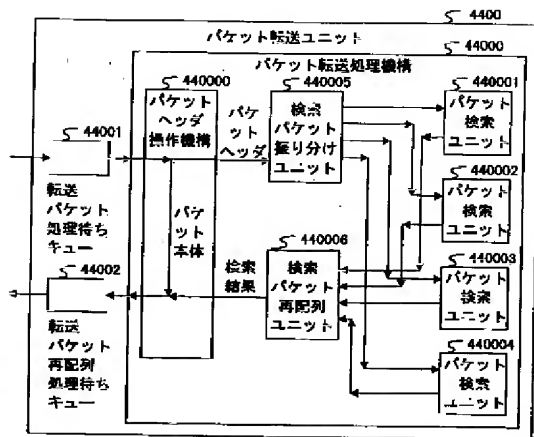 4400
パケット転送ユニット
44000
パケット転送処理機構
440000
パケット
ヘッダ
操作機構
パケット
ヘッダ
パケット
本体
440005
検索
パケット
振り分け
ユニット
440001
パケット
検索
ユニット
440002
パケット
検索
ユニット
440003
パケット
検索
ユニット
440004
パケット
検索
ユニット
440006
検索
パケット
再配列
ユニット
検索
結果
44001
転送
パケット
処理待ち
キュー
44002
転送
パケット
再配列
処理待ち
キュー